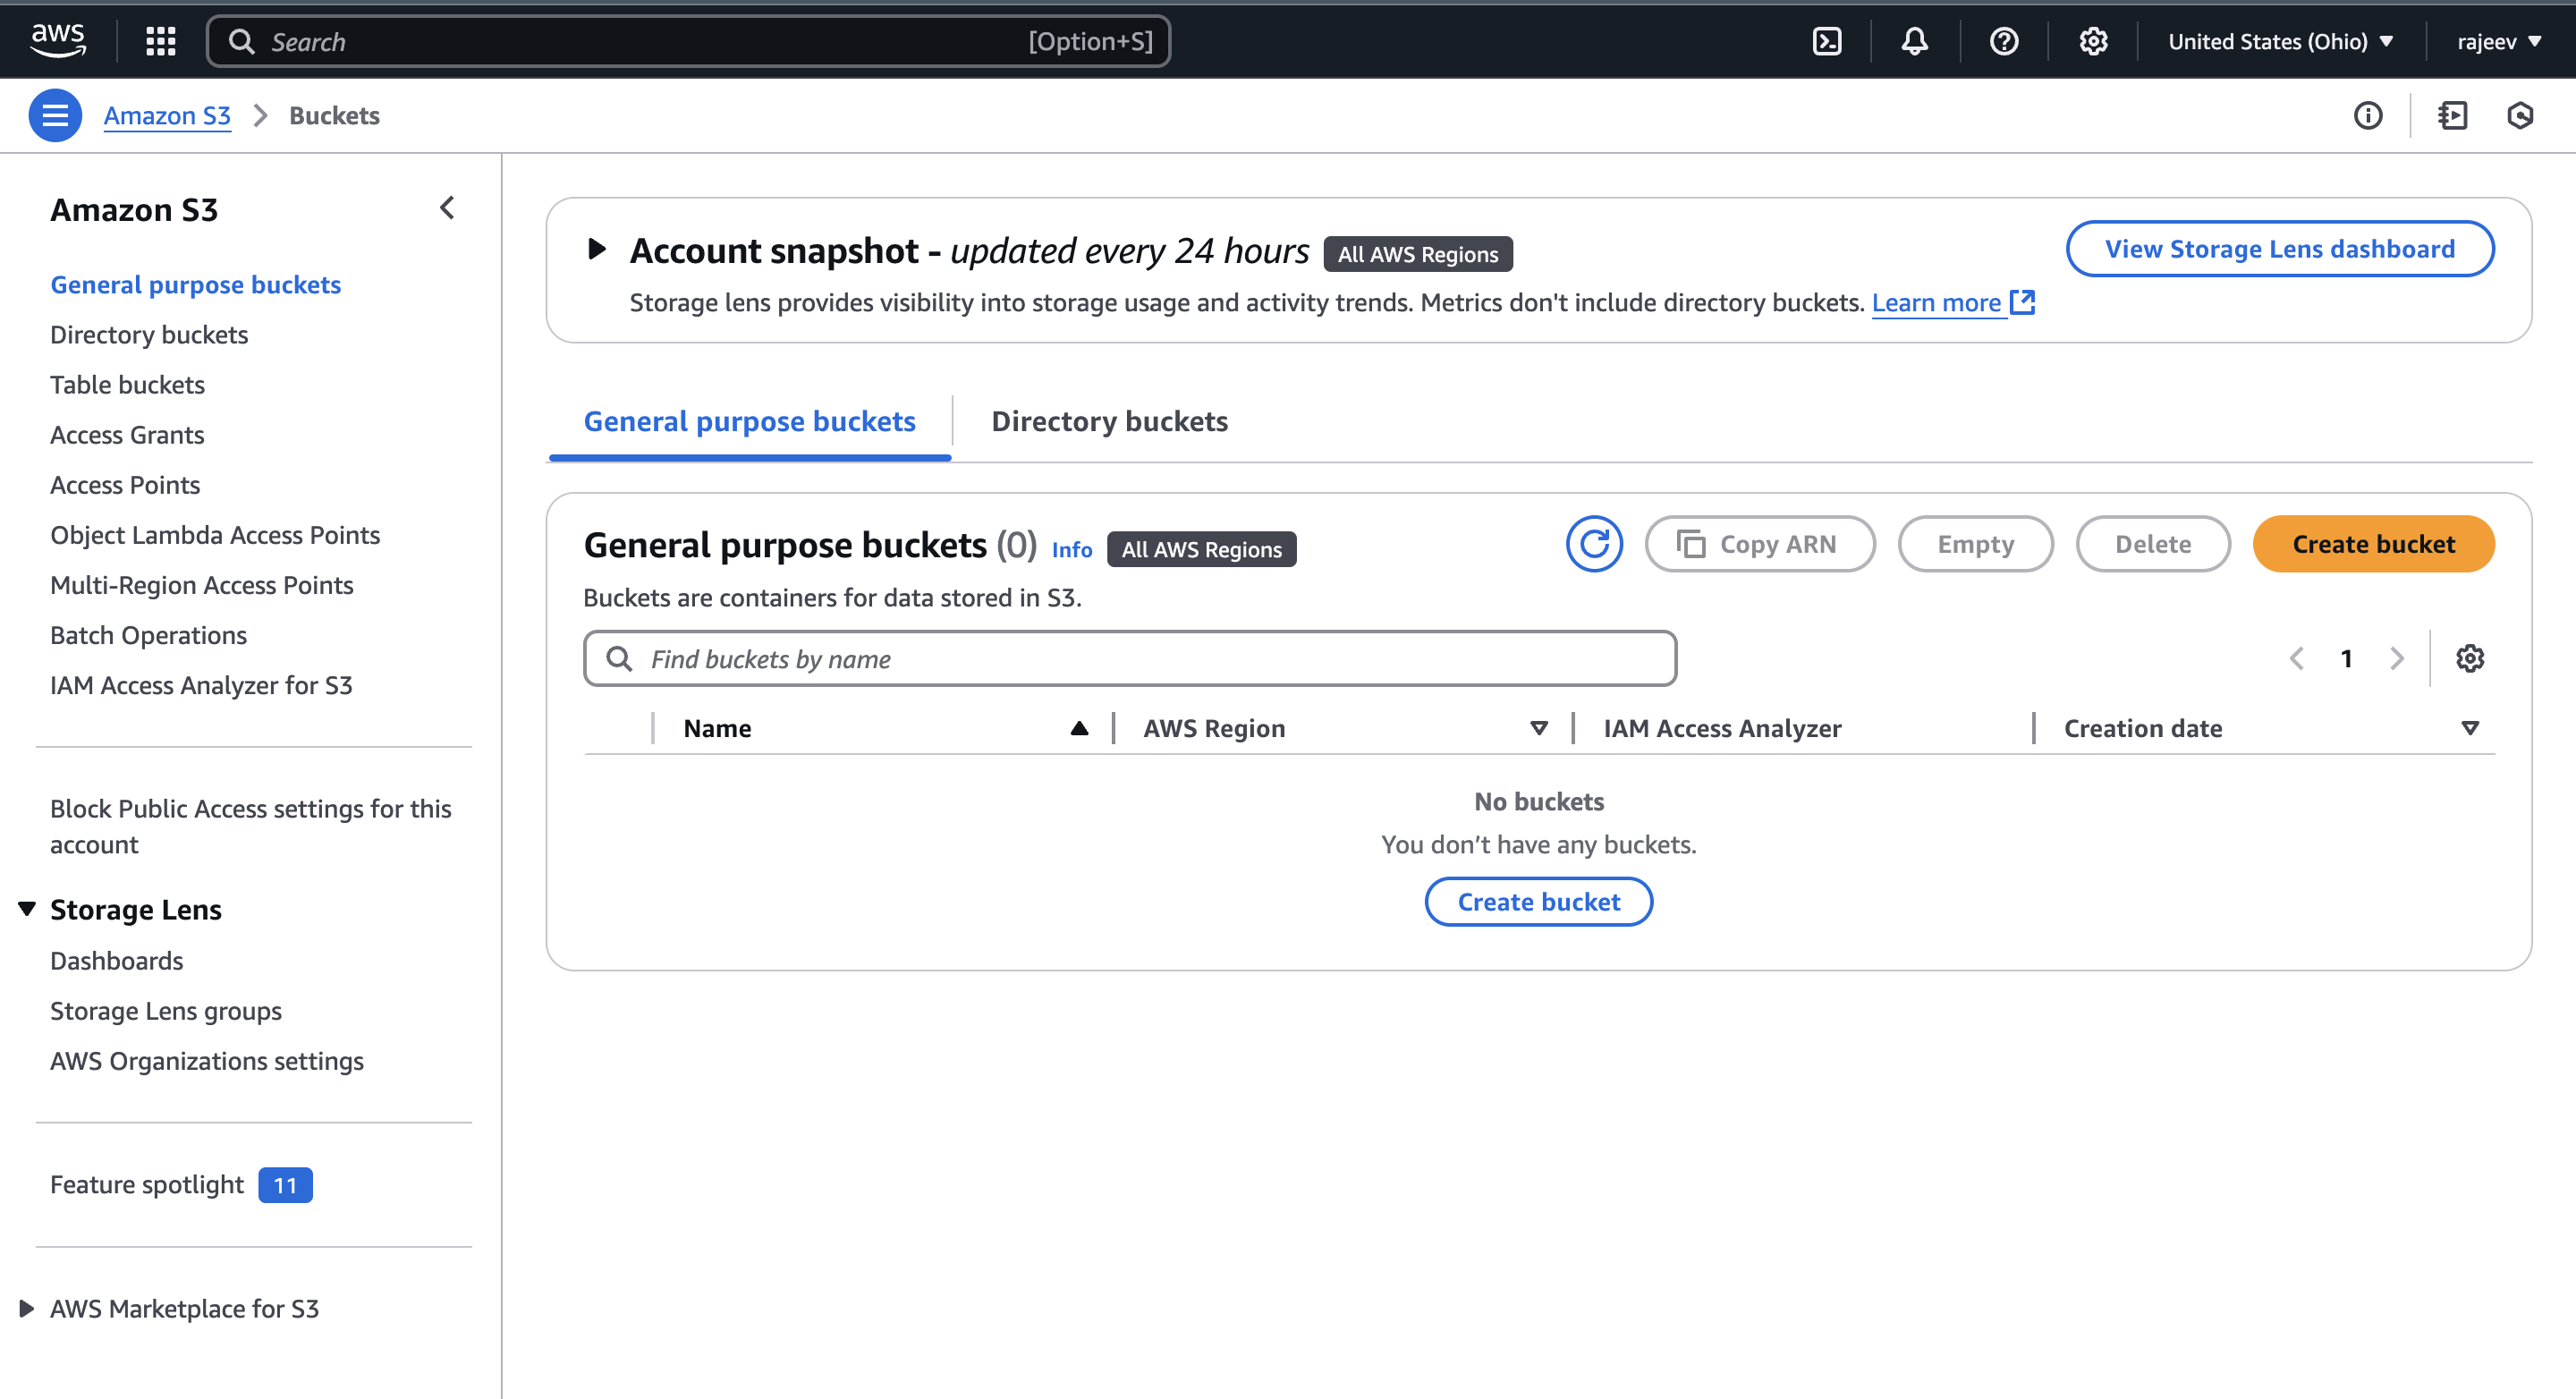 aws
Search [Option+S]
United States (Ohio)
rajeev
Amazon S3
Buckets
Amazon S3
General purpose buckets
Directory buckets
Table buckets
Access Grants
Access Points
Object Lambda Access Points
Multi-Region Access Points
Batch Operations
IAM Access Analyzer for S3
Block Public Access settings for this
account
Storage Lens
Dashboards
Storage Lens groups
AWS Organizations settings
Feature spotlight 11
AWS Marketplace for S3
Account snapshot - updated every 24 hours All AWS Regions
View Storage Lens dashboard
Storage lens provides visibility into storage usage and activity trends. Metrics don't include directory buckets. Learn more
General purpose buckets
Directory buckets
General purpose buckets (0) Info All AWS Regions
Copy ARN
Empty
Delete
Create bucket
Buckets are containers for data stored in S3.
Find buckets by name
1
Name
AWS Region
IAM Access Analyzer
Creation date
No buckets
You don’t have any buckets.
Create bucket